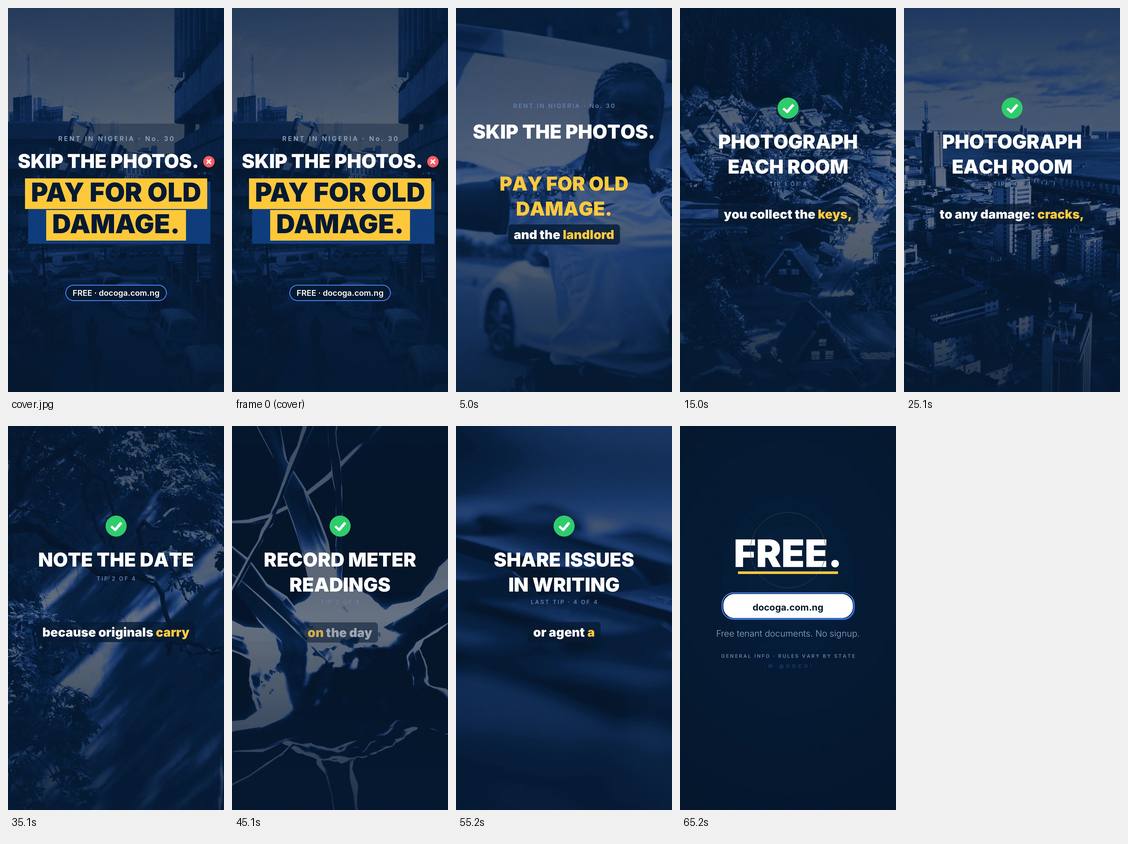 RENT IN NIGERIA · No. 30
SKIP THE PHOTOS.
PAY FOR OLD
DAMAGE.
FREE · docoga.com.ng
cover.jpg
RENT IN NIGERIA · No. 30
SKIP THE PHOTOS.
PAY FOR OLD
DAMAGE.
FREE · docoga.com.ng
frame 0 (cover)
RENT IN NIGERIA · No. 30
SKIP THE PHOTOS.
PAY FOR OLD
DAMAGE.
and the landlord
5.0s
PHOTOGRAPH
EACH ROOM
you collect the keys,
15.0s
PHOTOGRAPH
EACH ROOM
to any damage: cracks,
25.1s
NOTE THE DATE
TIP 2 OF 4
because originals carry
35.1s
RECORD METER
READINGS
on the day
45.1s
SHARE ISSUES
IN WRITING
LAST TIP · 4 OF 4
or agent a
55.2s
FREE.
docoga.com.ng
Free tenant documents. No signup.
GENERAL INFO · RULES VARY BY STATE
65.2s